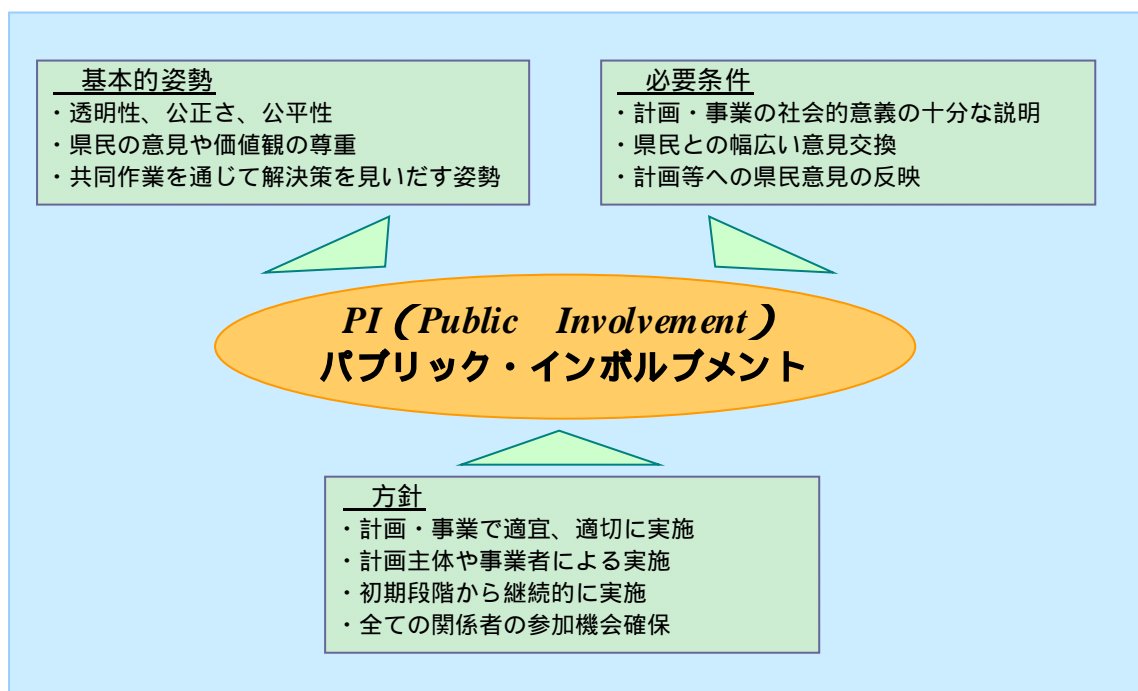 基本的姿勢
・透明性、公正さ、公平性
・県民の意見や価値観の尊重
・共同作業を通じて解決策を見いだす姿勢
必要条件
・計画・事業の社会的意義の十分な説明
・県民との幅広い意見交換
・計画等への県民意見の反映
PI（Public　Involvement）
パブリック・インボルブメント
方針
・計画・事業で適宜、適切に実施
・計画主体や事業者による実施
・初期段階から継続的に実施
・全ての関係者の参加機会確保